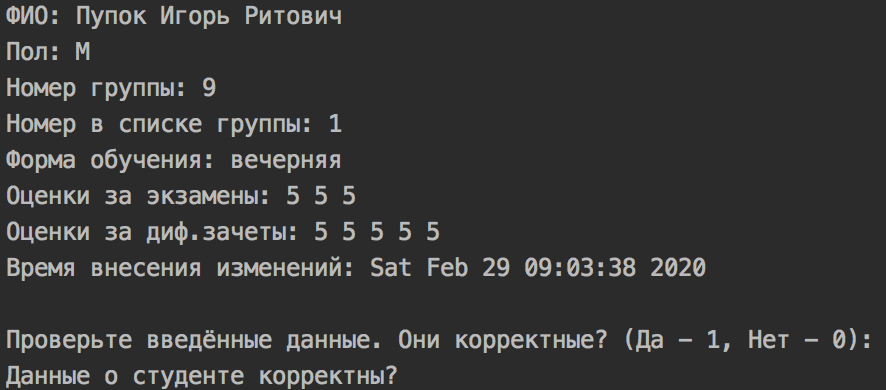 ФИО: Пупок Игорь Ритович
Пол: М
Номер группы: 9
Номер в списке группы: 1
Форма обучения: вечерняя
Оценки за экзамены: 5 5 5
Оценки за диф.зачеты: 5 5 5 5 5
Время внесения изменений: Sat Feb 29 09:03:38 2020
Проверьте введённые данные. Они корректные? (Да – 1, Нет – 0):
Данные о студенте корректны?